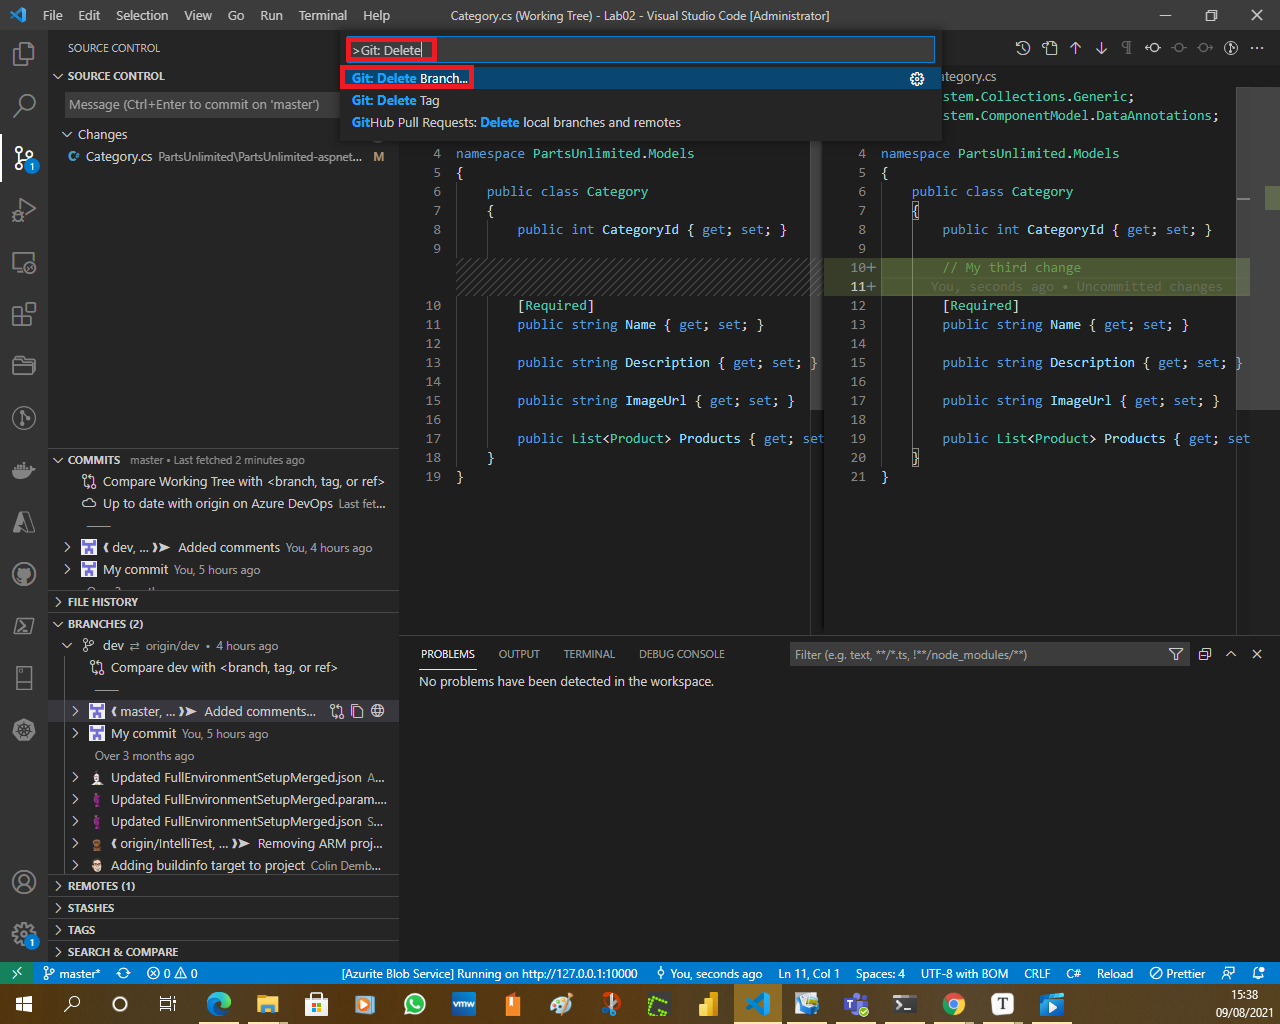 File Edit Selection View Go Run Terminal Help Category.cs (Working Tree) - Lab02 - Visual Studio Code [Administrator]
SOURCE CONTROL
SOURCE CONTROL
Message (Ctrl+Enter to commit on 'master')
Changes
Category.cs PartsUnlimited\PartsUnlimited-aspnet... M
1
>Git: Delete
Git: Delete Branch...
Git: Delete Tag
GitHub Pull Requests: Delete local branches and remotes
4 namespace PartsUnlimited.Models
5 {
6 public class Category
7 {
8 public int CategoryId { get; set; }
9
10 [Required]
11 public string Name { get; set; }
12
13 public string Description { get; set; }
14
15 public string ImageUrl { get; set; }
16
17 public List<Product> Products { get; set
18 }
19 }
ategory.cs
stem.Collections.Generic;
stem.ComponentModel.DataAnnotations;
4 namespace PartsUnlimited.Models
5 {
6 public class Category
7 {
8 public int CategoryId { get; set; }
9
10+ // My third change
11+ You, seconds ago • Uncommitted changes
12 [Required]
13 public string Name { get; set; }
14
15 public string Description { get; set; }
16
17 public string ImageUrl { get; set; }
18
19 public List<Product> Products { get; set
20 }
21 }
COMMITS master • Last fetched 2 minutes ago
Compare Working Tree with <branch, tag, or ref>
Up to date with origin on Azure DevOps Last fet...
dev, ... Added comments You, 4 hours ago
My commit You, 5 hours ago
FILE HISTORY
BRANCHES (2)
dev ⇄ origin/dev • 4 hours ago
Compare dev with <branch, tag, or ref>
master, ... Added comments...
My commit You, 5 hours ago
Over 3 months ago
Updated FullEnvironmentSetupMerged.json A...
Updated FullEnvironmentSetupMerged.param....
Updated FullEnvironmentSetupMerged.json S...
origin/IntelliTest, ... Removing ARM proj...
Adding buildinfo target to project Colin Demb...
REMOTES (1)
STASHES
TAGS
SEARCH & COMPARE
1
PROBLEMS OUTPUT TERMINAL DEBUG CONSOLE Filter (e.g. text, **/*.ts, !**/node_modules/**)
No problems have been detected in the workspace.
master* 0 0 [Azurite Blob Service] Running on http://127.0.0.1:10000 You, seconds ago Ln 11, Col 1 Spaces: 4 UTF-8 with BOM CRLF C# Reload Prettier
vmw T
15:38
09/08/2021